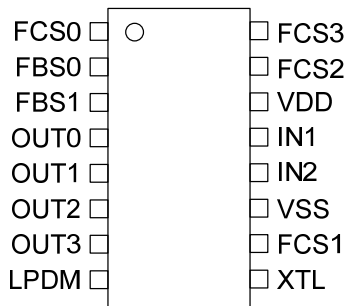 FCS0 FCS3
FBS0 FCS2
FBS1 VDD
OUT0 IN1
OUT1 IN2
OUT2 VSS
OUT3 FCS1
LPDM XTL